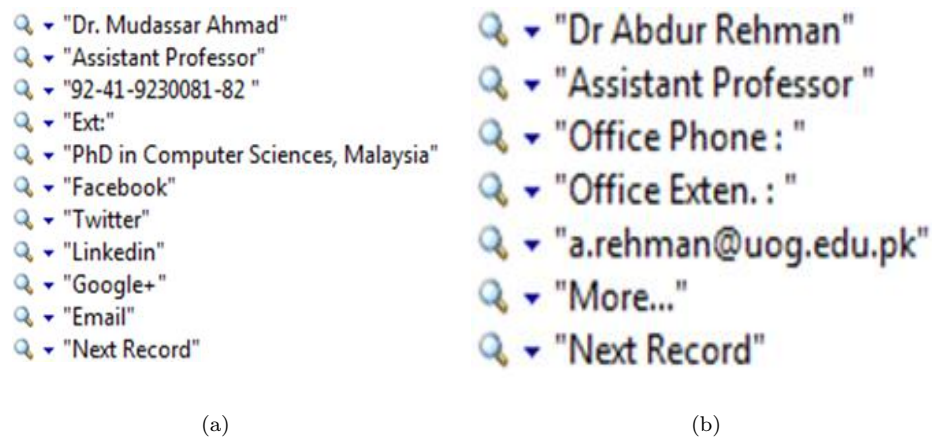 "Dr. Mudassar Ahmad"
"Assistant Professor"
"92-41-9230081-82 "
"Ext:"
"PhD in Computer Sciences, Malaysia"
"Facebook"
"Twitter"
"Linkedin"
"Google+"
"Email"
"Next Record"
(a)
"Dr Abdur Rehman"
"Assistant Professor "
"Office Phone : "
"Office Exten. : "
"a.rehman@uog.edu.pk"
"More..."
"Next Record"
(b)